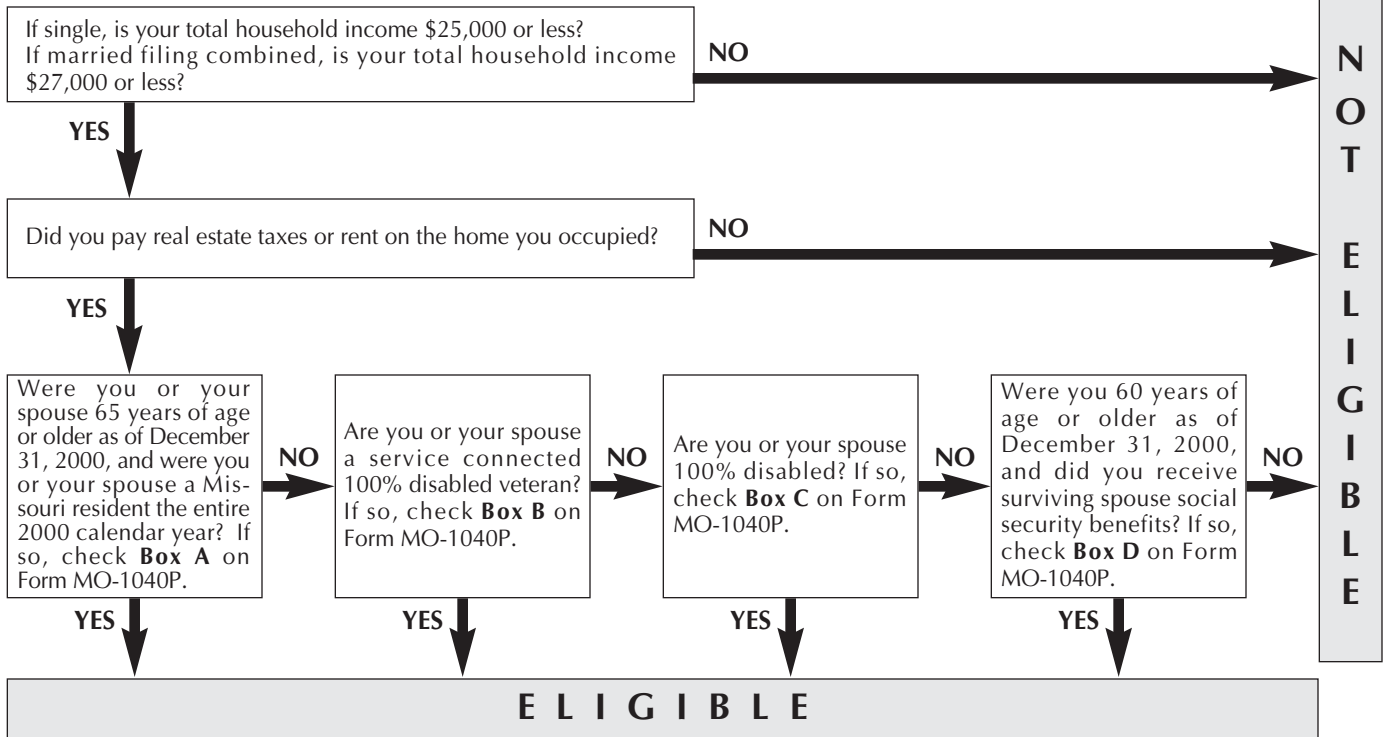 If single, is your total household income $25,000 or less?
If married filing combined, is your total household income
$27,000 or less?
NO
YES
Did you pay real estate taxes or rent on the home you occupied?
NO
YES
Were you or your
spouse 65 years of age
or older as of December
31, 2000, and were you
or your spouse a Mis-
souri resident the entire
2000 calendar year? If
so, check Box A on
Form MO-1040P.
NO
YES
Are you or your spouse
a service connected
100% disabled veteran?
If so, check Box B on
Form MO-1040P.
NO
YES
Are you or your spouse
100% disabled? If so,
check Box C on Form
MO-1040P.
NO
YES
Were you 60 years of
age or older as of
December 31, 2000,
and did you receive
surviving spouse social
security benefits? If so,
check Box D on Form
MO-1040P.
NO
YES
NOT ELIGIBLE
ELIGIBLE